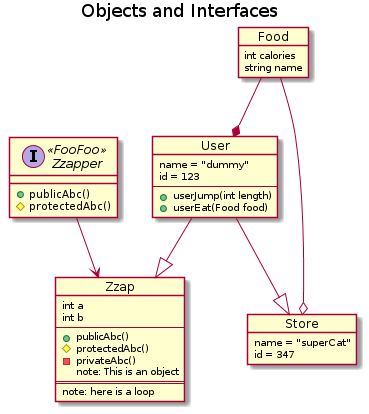 Objects and Interfaces
Food
int calories
string name
User
name = "dummy"
id = 123
userJump(int length)
userEat(Food food)
I
«FooFoo»
Zzapper
publicAbc()
protectedAbc()
Zzap
int a
int b
publicAbc()
protectedAbc()
privateAbc()
note: This is an object
note: here is a loop
Store
name = "superCat"
id = 347